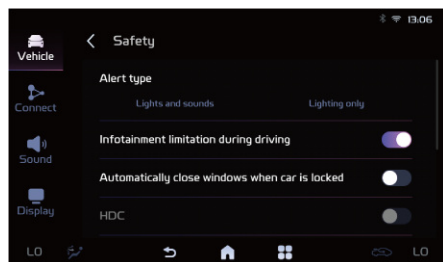 13:06
Vehicle
Safety
Alert type
Lights and sounds Lighting only
Connect
Infotainment limitation during driving
Sound
Automatically close windows when car is locked
Display
HDC
LO LO